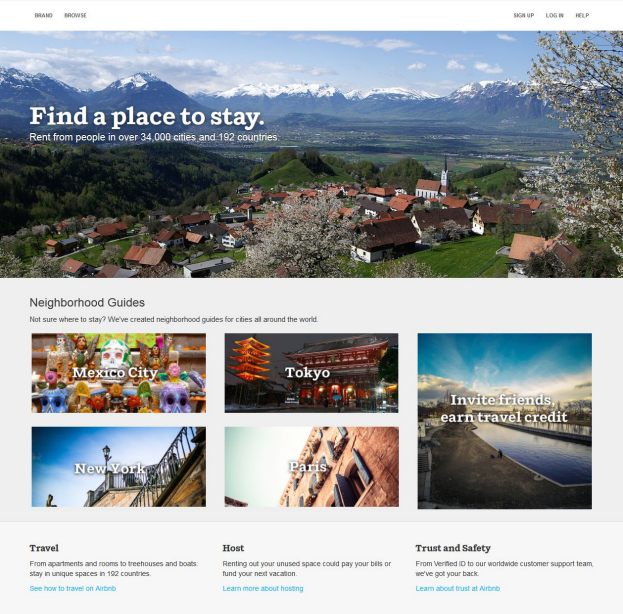 BRAND BROWSE SIGN UP LOG IN HELP
Find a place to stay.
Rent from people in over 34,000 cities and 192 countries.
Neighborhood Guides
Not sure where to stay? We've created neighborhood guides for cities all around the world.
Mexico City
Tokyo
Invite friends,
earn travel credit
New York
Paris
Travel
From apartments and rooms to treehouses and boats:
stay in unique spaces in 192 countries.
See how to travel on Airbnb
Host
Renting out your unused space could pay your bills or
fund your next vacation.
Learn more about hosting
Trust and Safety
From Verified ID to our worldwide customer support team,
we've got your back.
Learn about trust at Airbnb